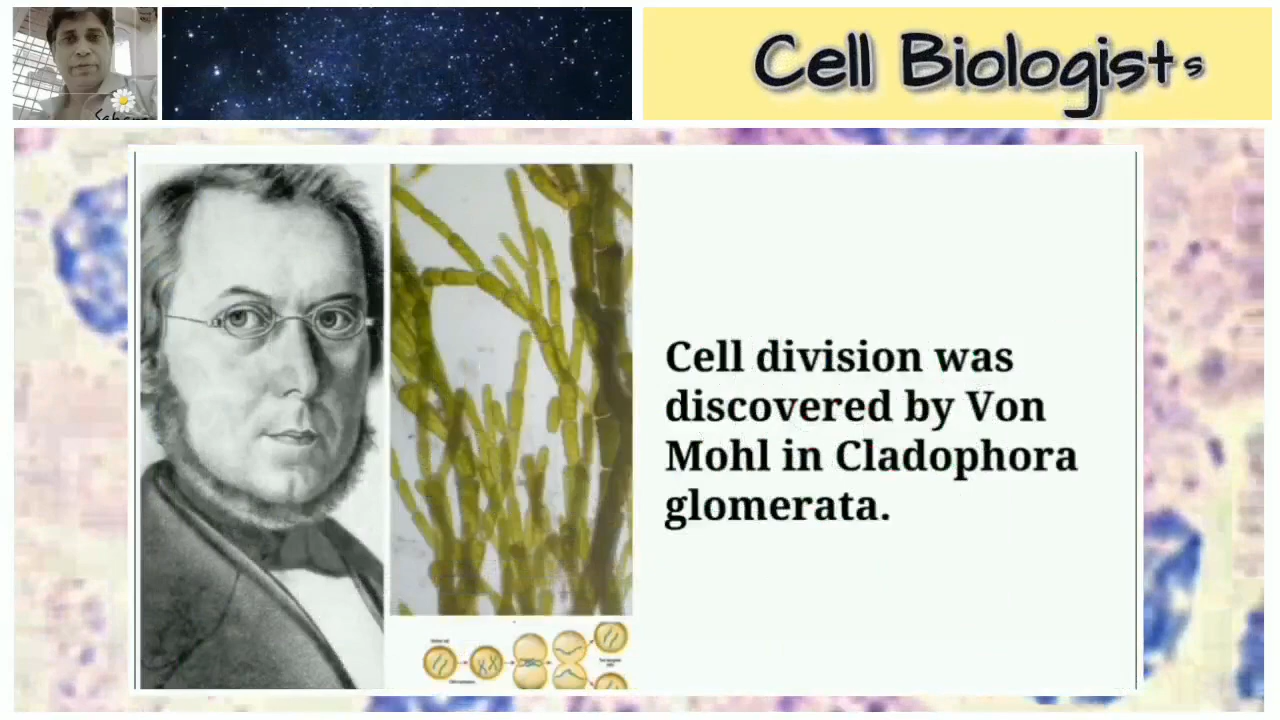 Cell Biologists
Cell division was
discovered by Von
Mohl in Cladophora
glomerata.